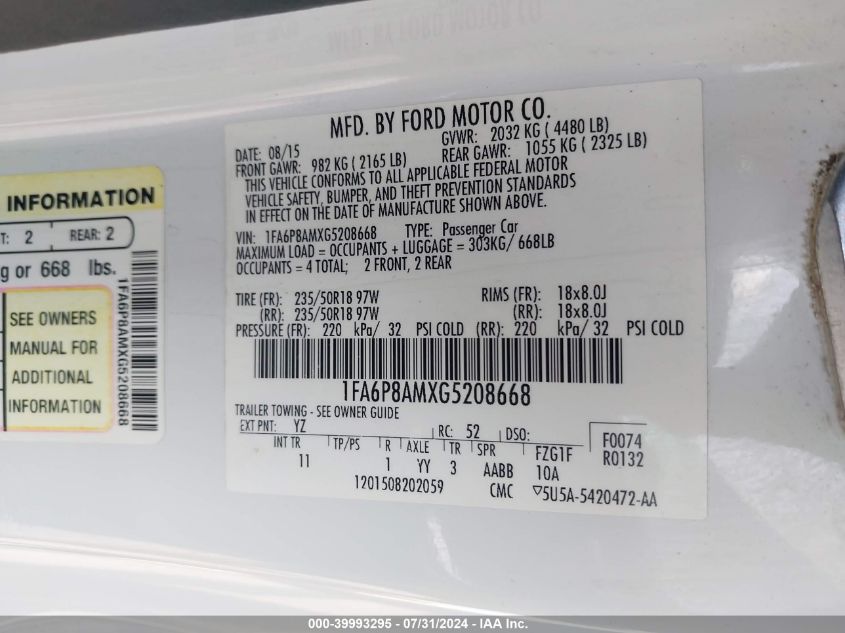 MFD. BY FORD MOTOR CO.
DATE: 08/15 GVWR: 2032 KG ( 4480 LB)
FRONT GAWR: 982 KG ( 2165 LB) REAR GAWR: 1055 KG ( 2325 LB)
THIS VEHICLE CONFORMS TO ALL APPLICABLE FEDERAL MOTOR
VEHICLE SAFETY, BUMPER, AND THEFT PREVENTION STANDARDS
IN EFFECT ON THE DATE OF MANUFACTURE SHOWN ABOVE.
VIN: 1FA6P8AMXG5208668 TYPE: Passenger Car
MAXIMUM LOAD = OCCUPANTS + LUGGAGE = 303KG/ 668LB
OCCUPANTS = 4 TOTAL; 2 FRONT, 2 REAR
TIRE (FR): 235/50R18 97W RIMS (FR): 18x8.0J
(RR): 235/50R18 97W (RR): 18x8.0J
PRESSURE (FR): 220 kPa/ 32 PSI COLD (RR): 220 kPa/ 32 PSI COLD
1FA6P8AMXG5208668
TRAILER TOWING - SEE OWNER GUIDE
EXT PNT: YZ RC: 52 DSO: F0074
INT TR TP/PS R AXLE TR SPR FZG1F R0132
11 1 YY 3 AABB 10A
1201508202059 CMC 5U5A-5420472-AA
INFORMATION
T: 2 REAR: 2
g or 668 lbs.
SEE OWNERS
MANUAL FOR
ADDITIONAL
INFORMATION
1FA6P8AMXG5208668
000-39993295 - 07/31/2024 - IAA Inc.